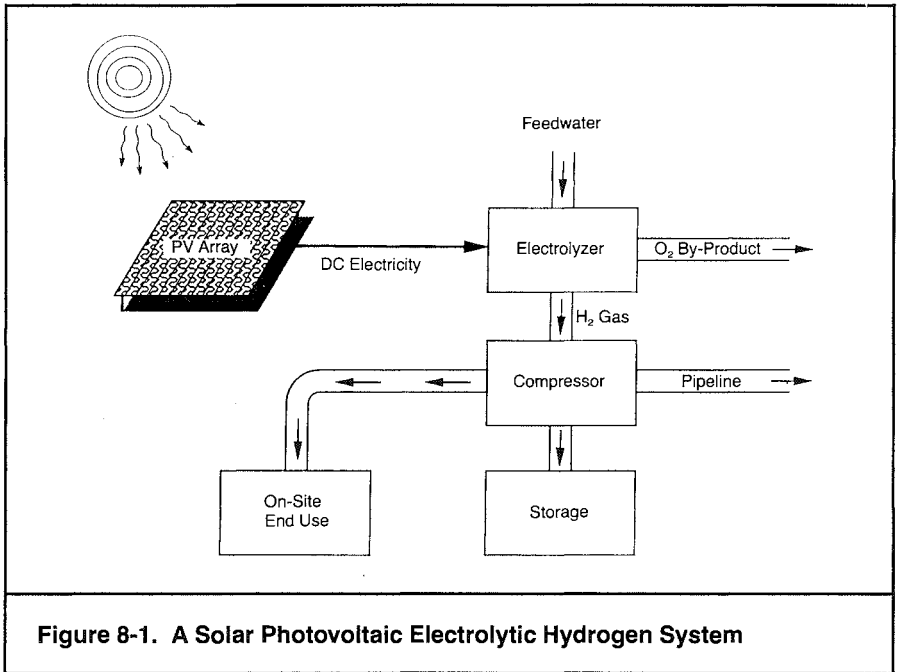 Feedwater
PV Array
DC Electricity
Electrolyzer
O₂ By-Product
H₂ Gas
Compressor
Pipeline
On-Site
End Use
Storage
Figure 8-1. A Solar Photovoltaic Electrolytic Hydrogen System